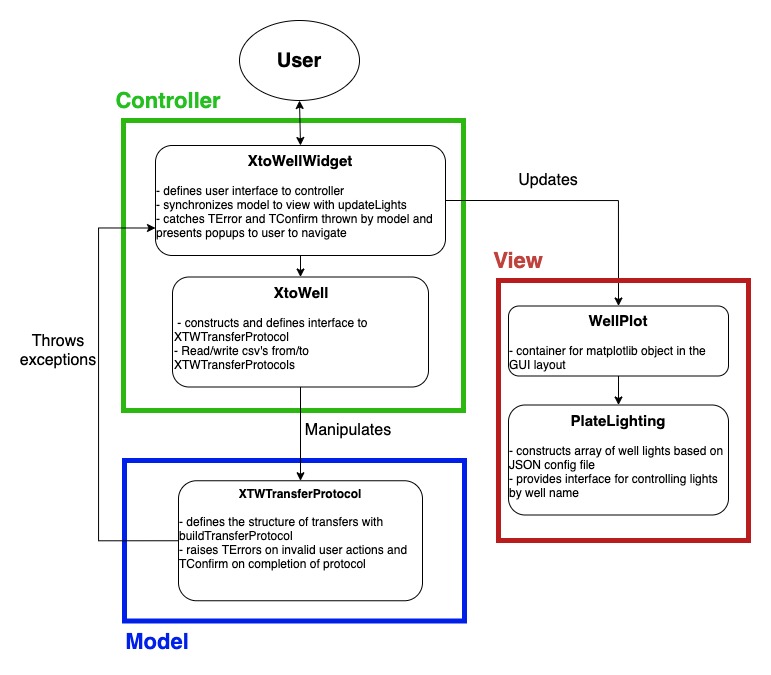 User
Controller
XtoWellWidget
- defines user interface to controller
- synchronizes model to view with updateLights
- catches TError and TConfirm thrown by model and
presents popups to user to navigate
Updates
View
XtoWell
- constructs and defines interface to
XTWTransferProtocol
- Read/write csv's from/to
XTWTransferProtocols
WellPlot
- container for matplotlib object in the
GUI layout
Throws
exceptions
PlateLighting
- constructs array of well lights based on
JSON config file
- provides interface for controlling lights
by well name
Manipulates
XTWTransferProtocol
- defines the structure of transfers with
buildTransferProtocol
- raises TErrors on invalid user actions and
TConfirm on completion of protocol
Model